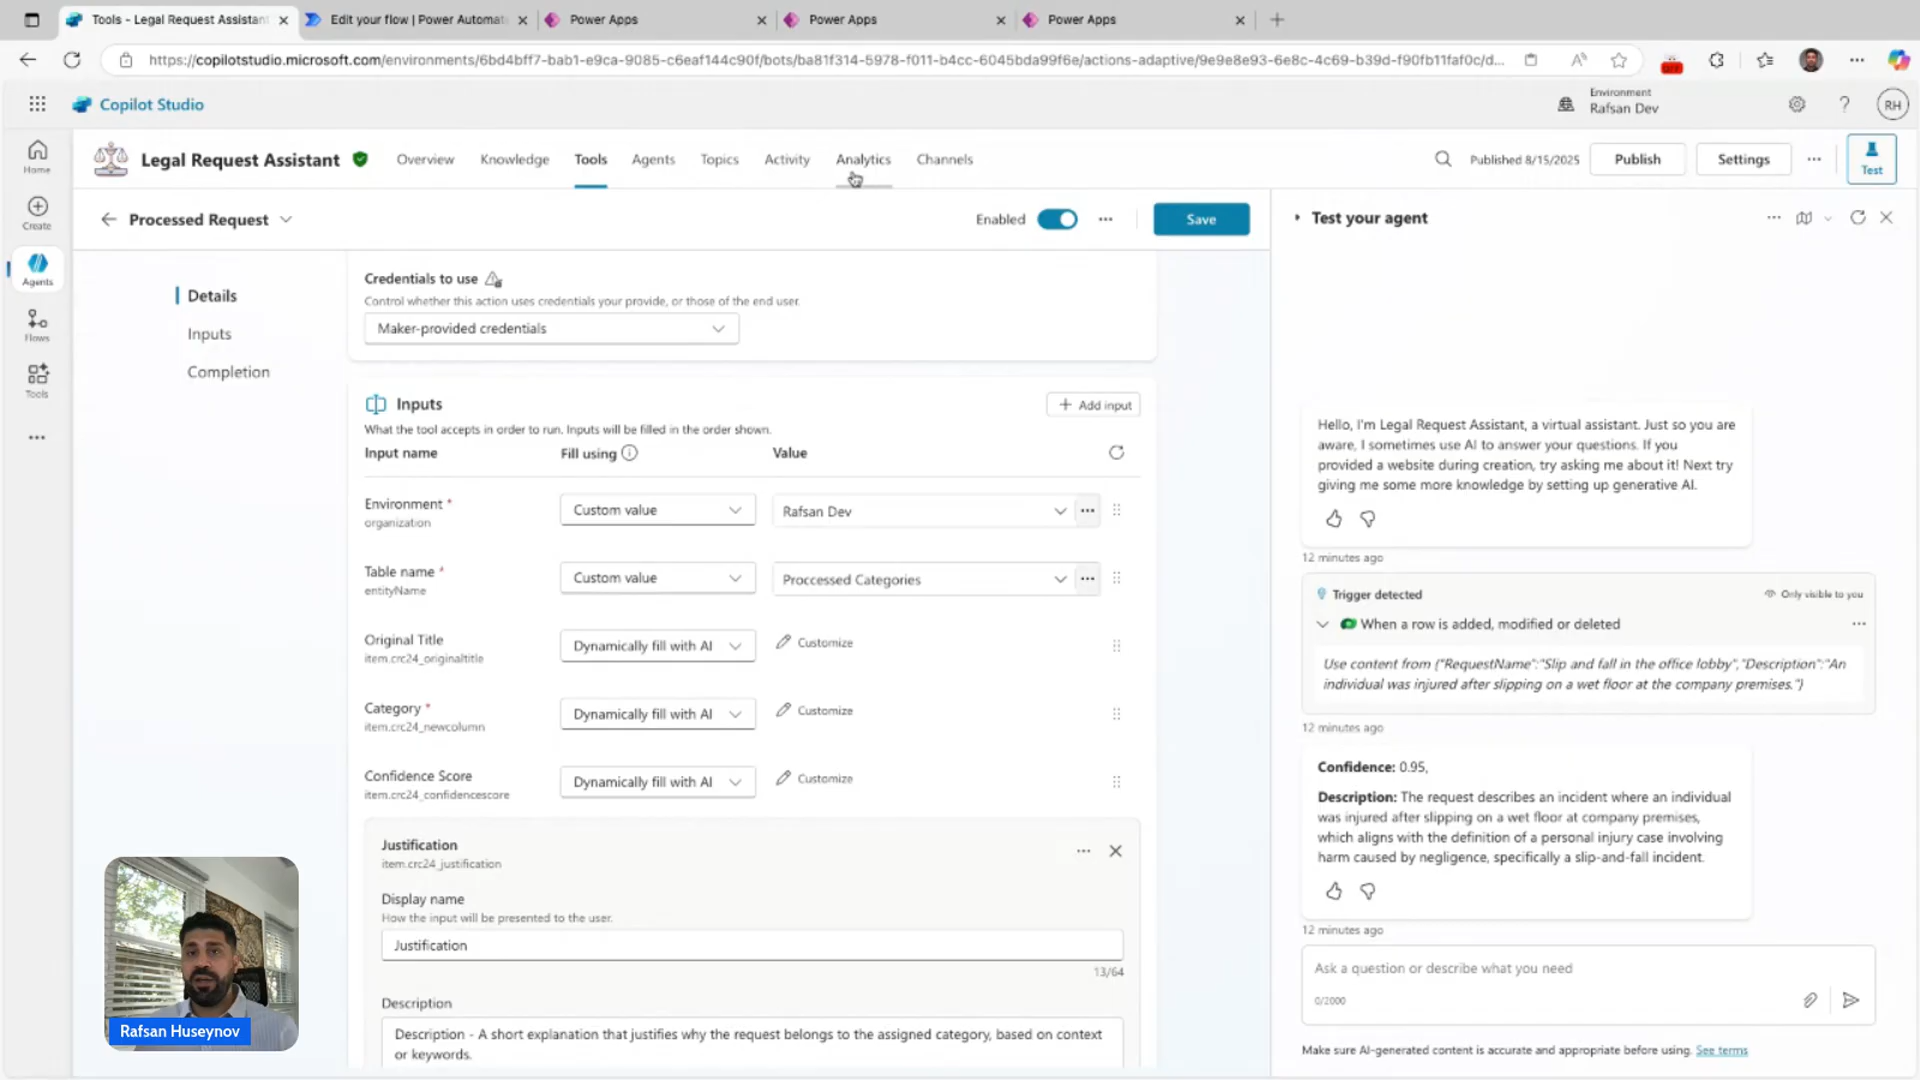 Tools - Legal Request Assistant
Edit your flow | Power Automat
Power Apps
Power Apps
Power Apps
https://copilotstudio.microsoft.com/environments/6bd4bff7-bab1-e9ca-9085-c6eaf144c90f/bots/ba81f314-5978-f011-b4cc-6045bda99f6e/actions-adaptive/9e9e8e93-6e8c-4c69-b39d-f90fb11faf0c/d...
Copilot Studio
Environment
Rafsan Dev
RH
Home
Create
Agents
Flows
Tools
Legal Request Assistant
Overview
Knowledge
Tools
Agents
Topics
Activity
Analytics
Channels
Published 8/15/2025
Publish
Settings
Test
Processed Request
Enabled
Save
Details
Inputs
Completion
Credentials to use
Control whether this action uses credentials your provide, or those of the end user.
Maker-provided credentials
Inputs
Add input
What the tool accepts in order to run. Inputs will be filled in the order shown.
Input name
Fill using
Value
Environment *
organization
Custom value
Rafsan Dev
Table name *
entityName
Custom value
Proccessed Categories
Original Title
item.crc24_originaltitle
Dynamically fill with AI
Customize
Category *
item.crc24_newcolumn
Dynamically fill with AI
Customize
Confidence Score
item.crc24_confidencescore
Dynamically fill with AI
Customize
Justification
item.crc24_justification
Display name
How the input will be presented to the user.
Justification
13/64
Description
Description - A short explanation that justifies why the request belongs to the assigned category, based on context
or keywords.
Rafsan Huseynov
Test your agent
Hello, I'm Legal Request Assistant, a virtual assistant. Just so you are
aware, I sometimes use AI to answer your questions. If you
provided a website during creation, try asking me about it! Next try
giving me some more knowledge by setting up generative AI.
12 minutes ago
Trigger detected
Only visible to you
When a row is added, modified or deleted
Use content from {"RequestName":"Slip and fall in the office lobby","Description":"An
individual was injured after slipping on a wet floor at the company premises."}
12 minutes ago
Confidence: 0.95,
Description: The request describes an incident where an individual
was injured after slipping on a wet floor at company premises,
which aligns with the definition of a personal injury case involving
harm caused by negligence, specifically a slip-and-fall incident.
12 minutes ago
Ask a question or describe what you need
0/2000
Make sure AI-generated content is accurate and appropriate before using. See terms